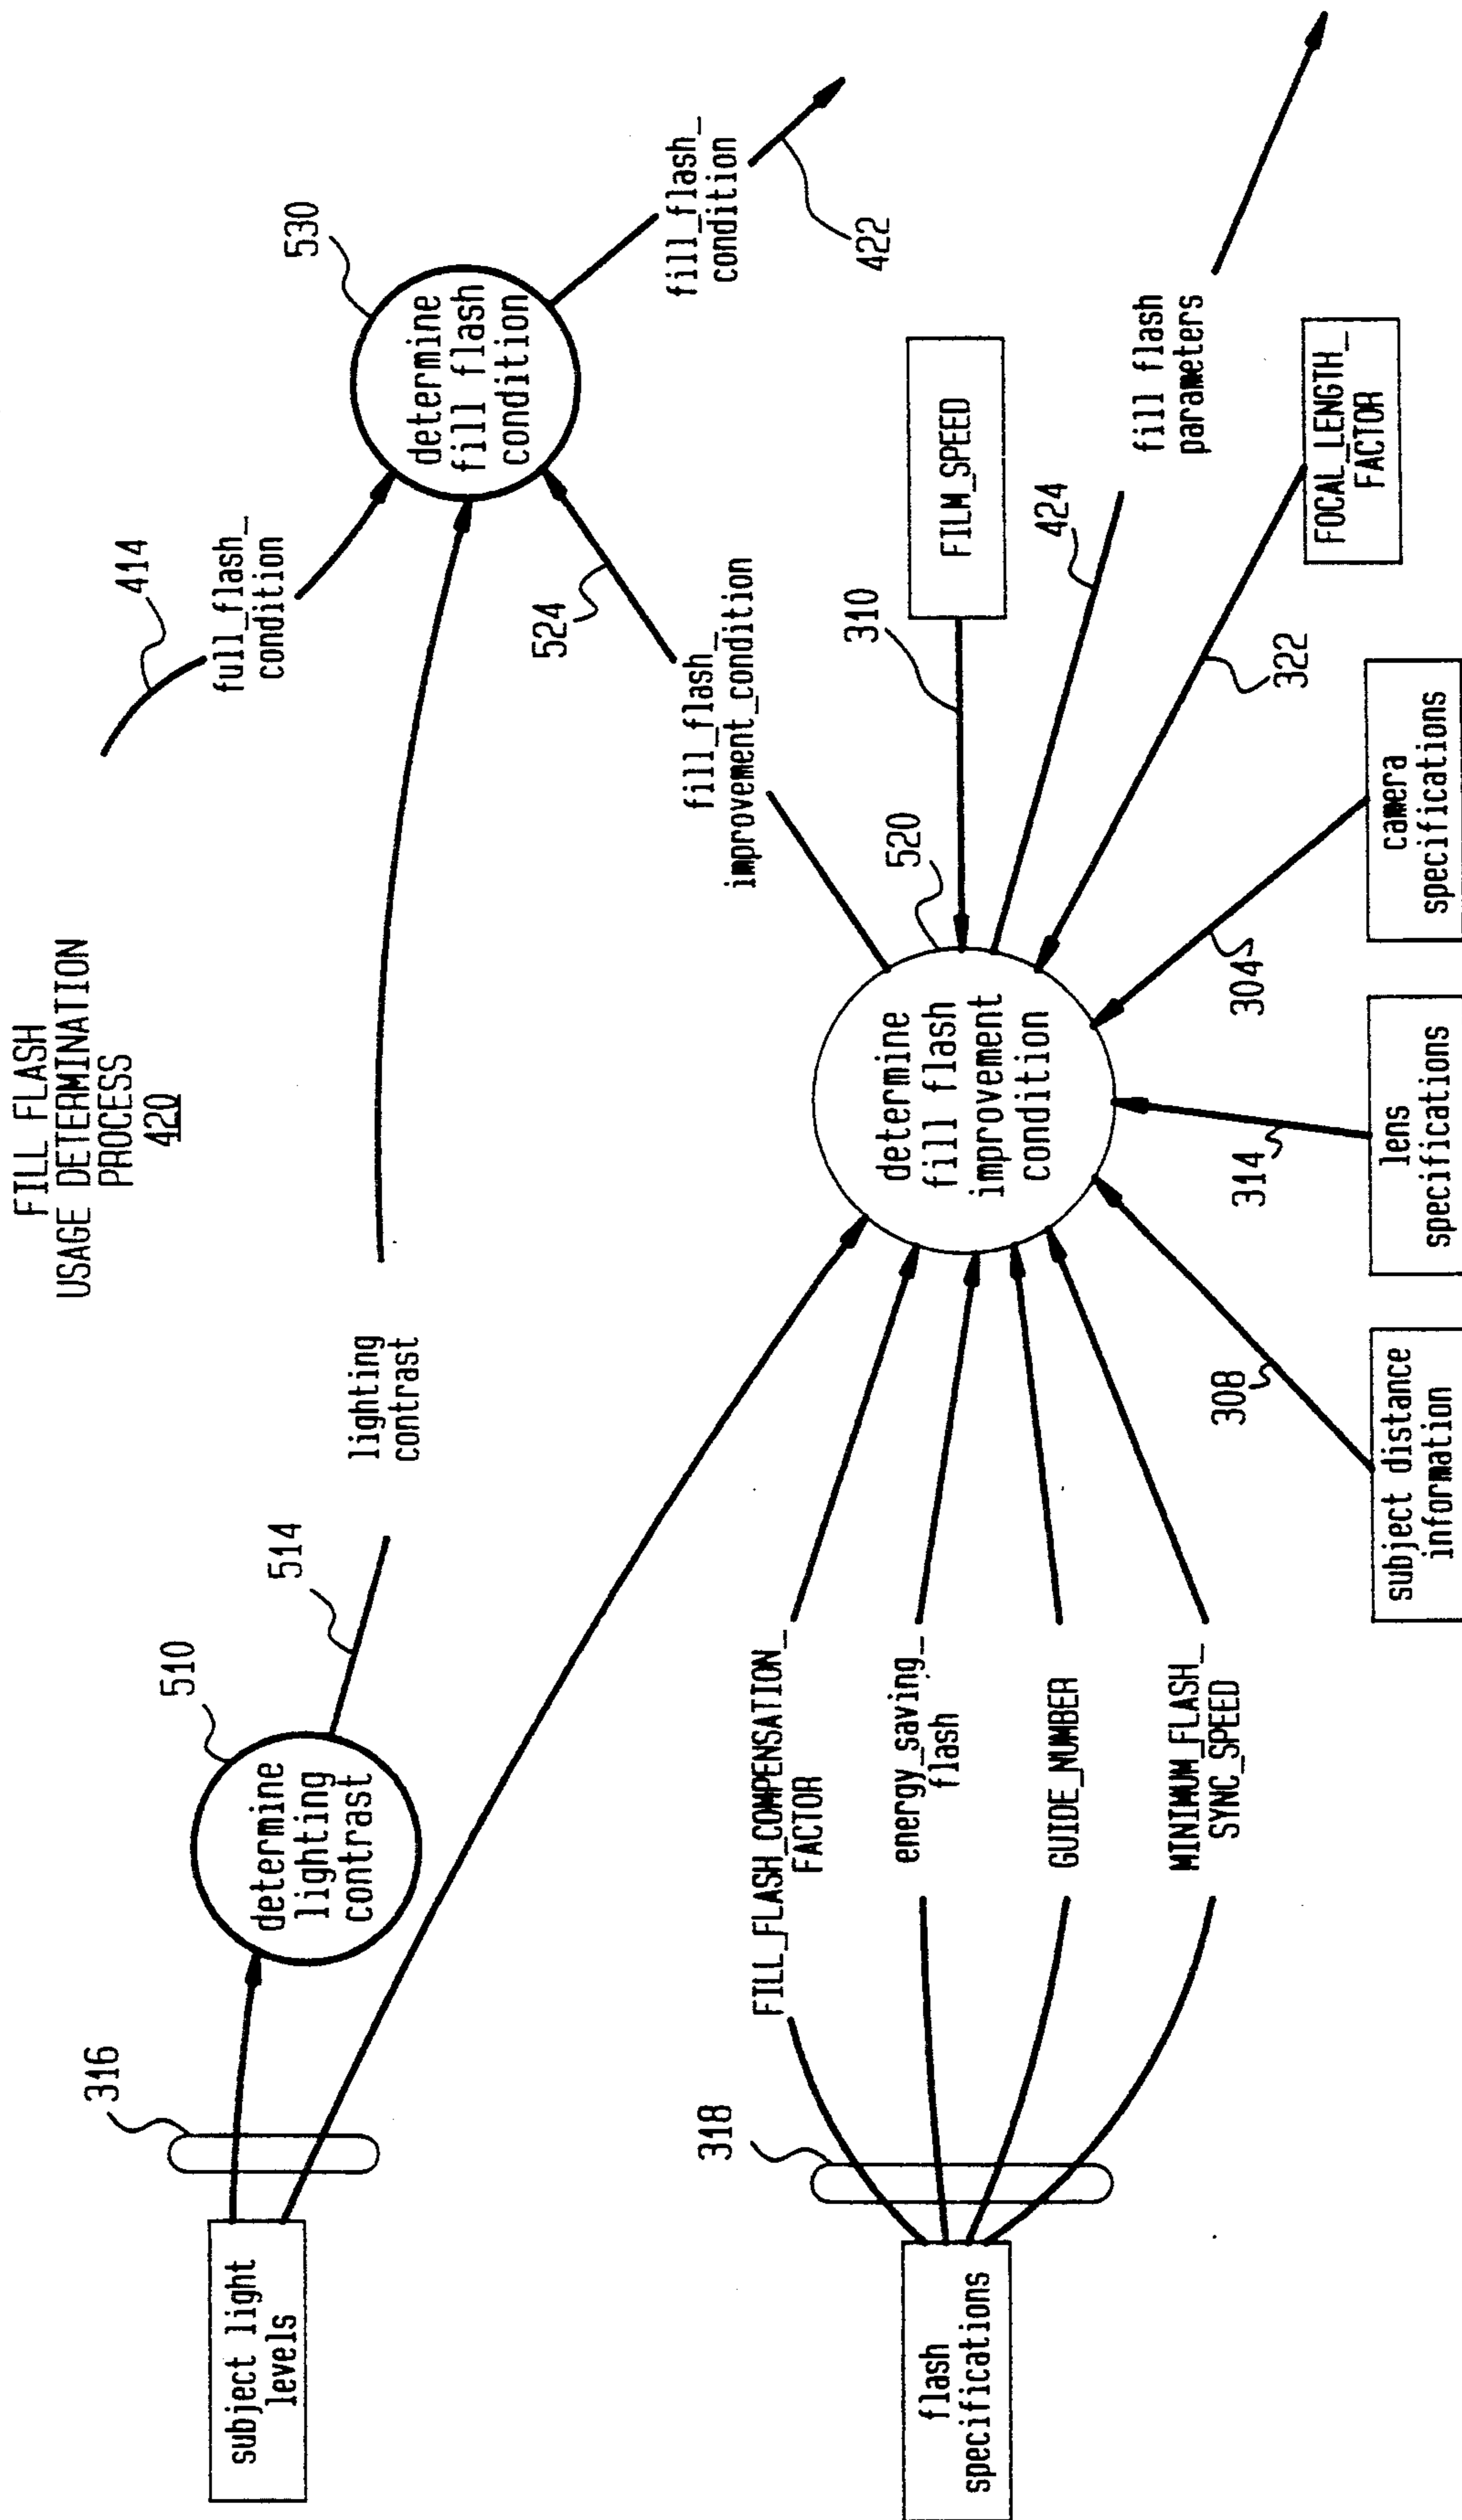 FILL FLASH
USAGE DETERMINATION
PROCESS
420
subject light
levels
316
510
determine
lighting
contrast
514
lighting
contrast
414
full_flash_
condition
530
determine
fill flash
condition
fill_flash_
condition
422
524
fill_flash_
improvement_condition
flash
specifications
318
FILL_FLASH_COMPENSATION_
FACTOR
energy_saving_
flash
GUIDE_NUMBER
MINIMUM_FLASH_
SYNC_SPEED
520
determine
fill flash
improvement
condition
310
FILM_SPEED
424
fill flash
parameters
322
FOCAL_LENGTH_
FACTOR
308
subject distance
information
314
lens
specifications
304
camera
specifications